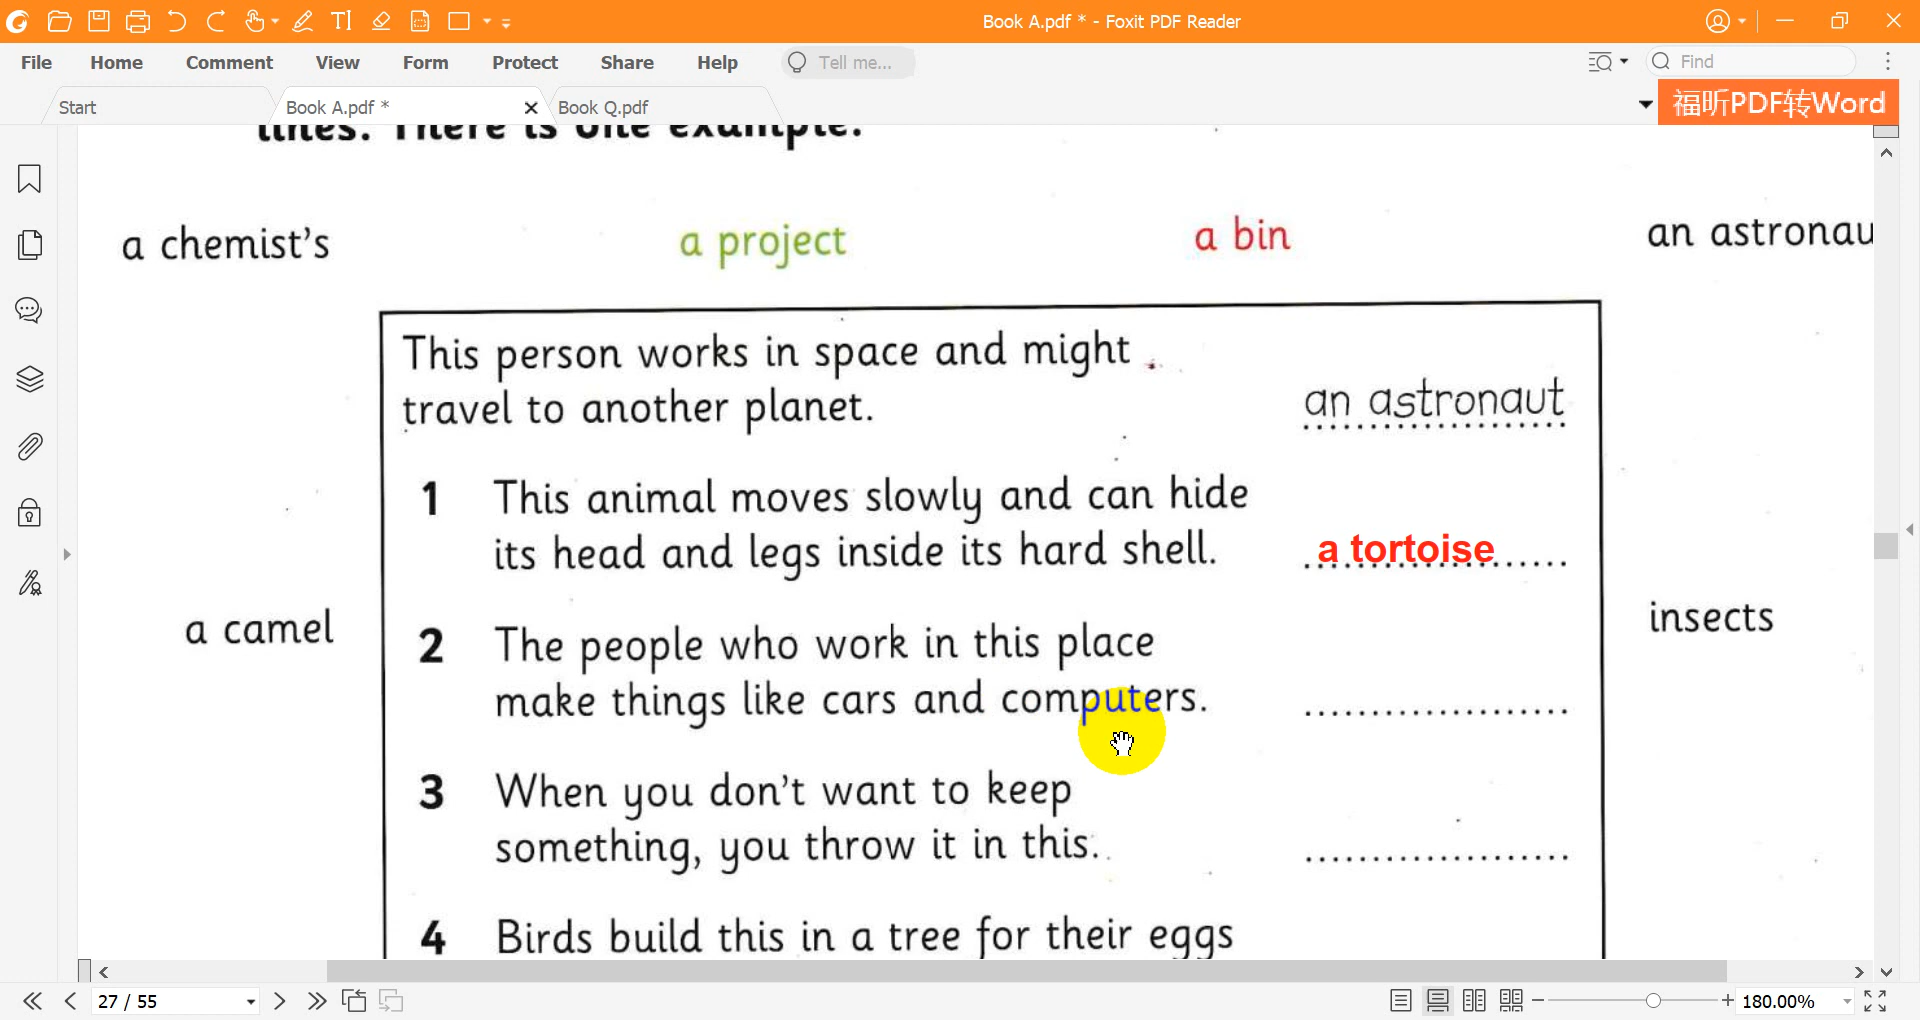 Book A.pdf * - Foxit PDF Reader
File Home Comment View Form Protect Share Help Tell me... Find
Start Book A.pdf * Book Q.pdf 福昕PDF转Word
lines. There is one example.
a chemist's a project a bin an astronau
This person works in space and might
travel to another planet. an astronaut
1 This animal moves slowly and can hide
its head and legs inside its hard shell. a tortoise
a camel 2 The people who work in this place insects
make things like cars and computers.
3 When you don't want to keep
something, you throw it in this.
4 Birds build this in a tree for their eggs
27 / 55 180.00%